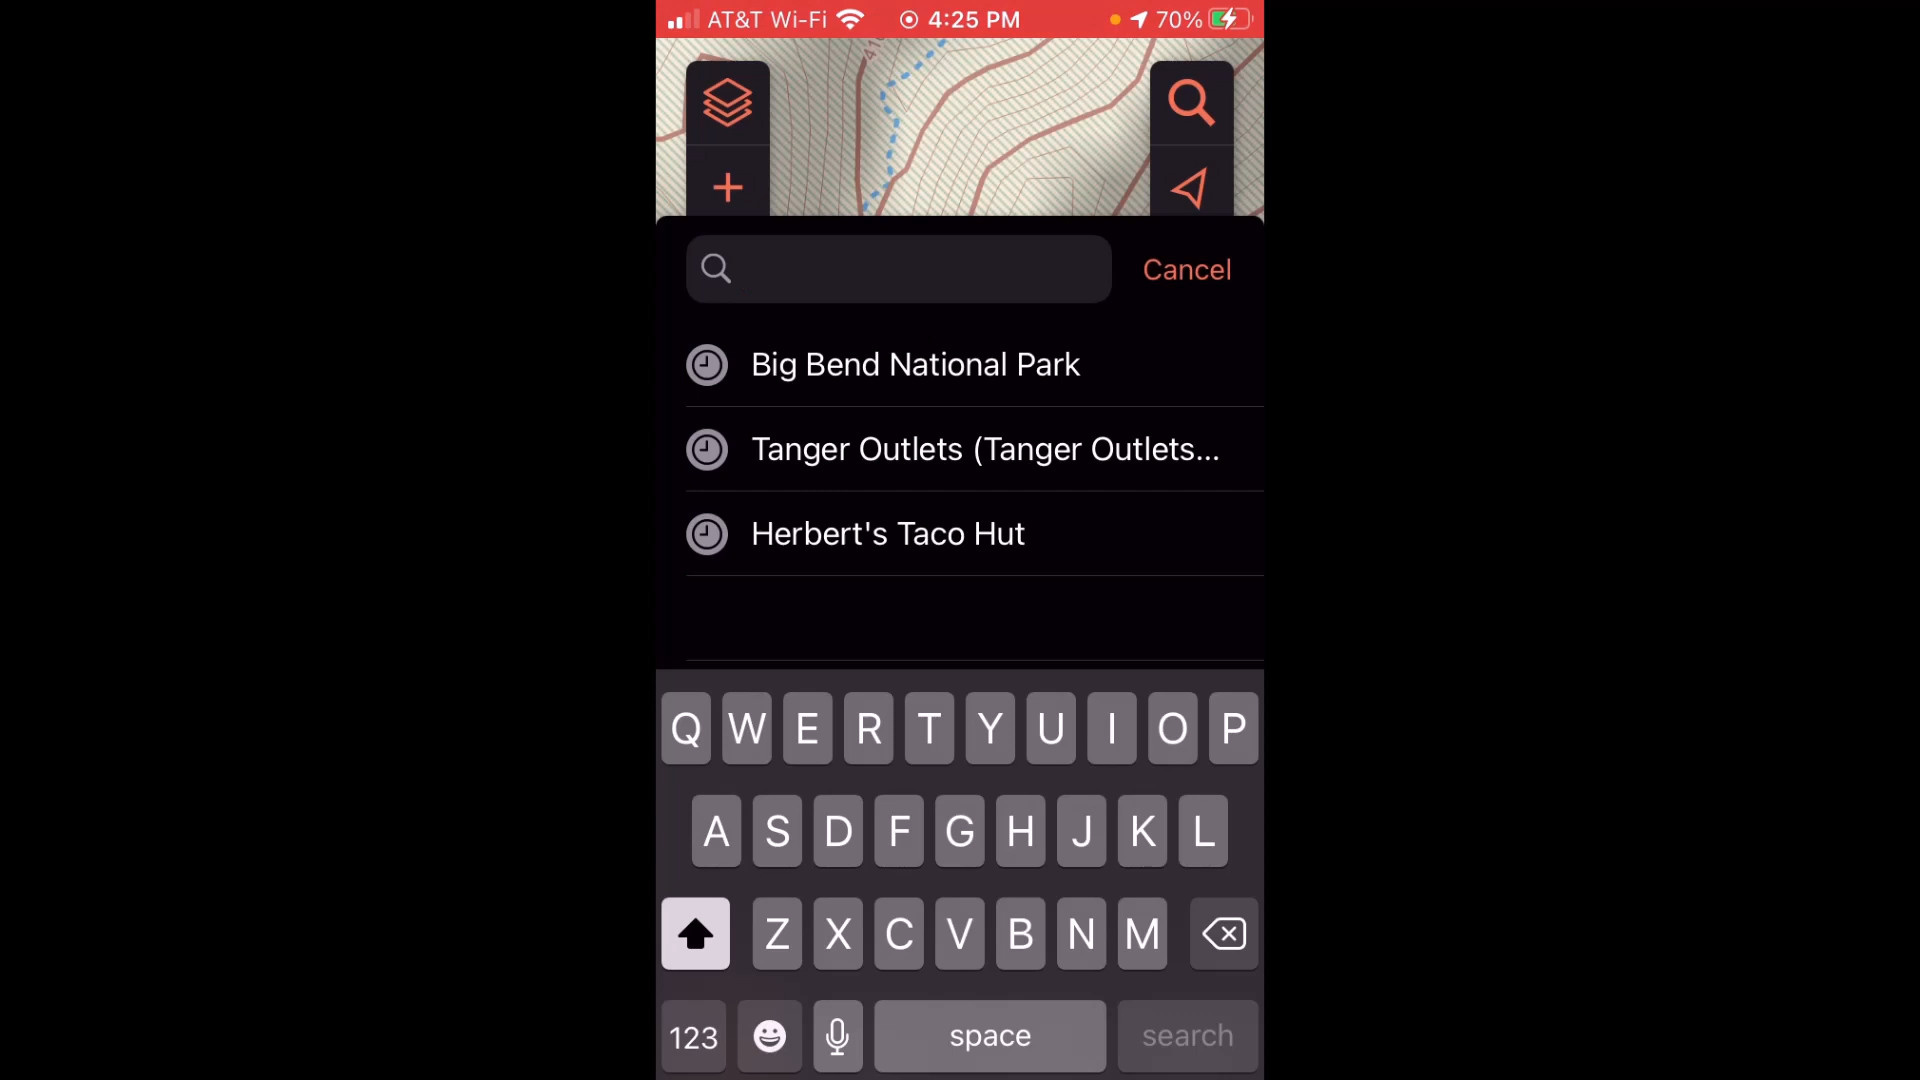 AT&T Wi-Fi 4:25 PM 70%
Cancel
Big Bend National Park
Tanger Outlets (Tanger Outlets...
Herbert's Taco Hut
Q W E R T Y U I O P
A S D F G H J K L
Z X C V B N M
123 space search